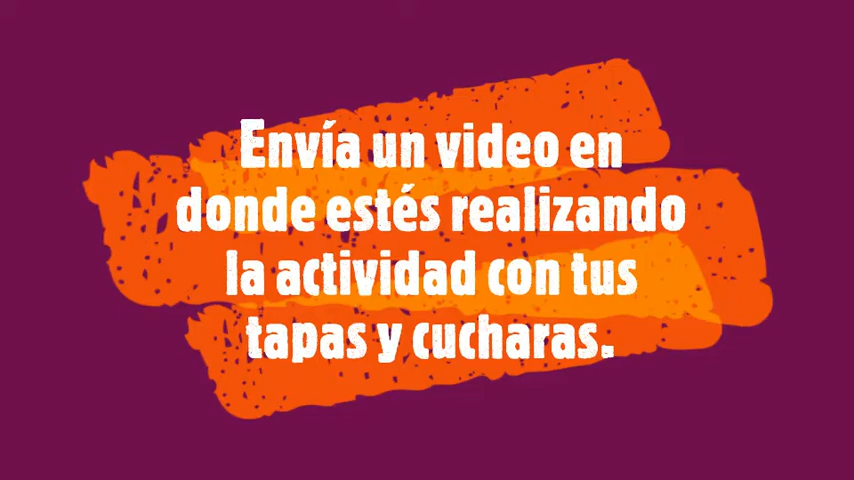 Envía un video en
donde estés realizando
la actividad con tus
tapas y cucharas.